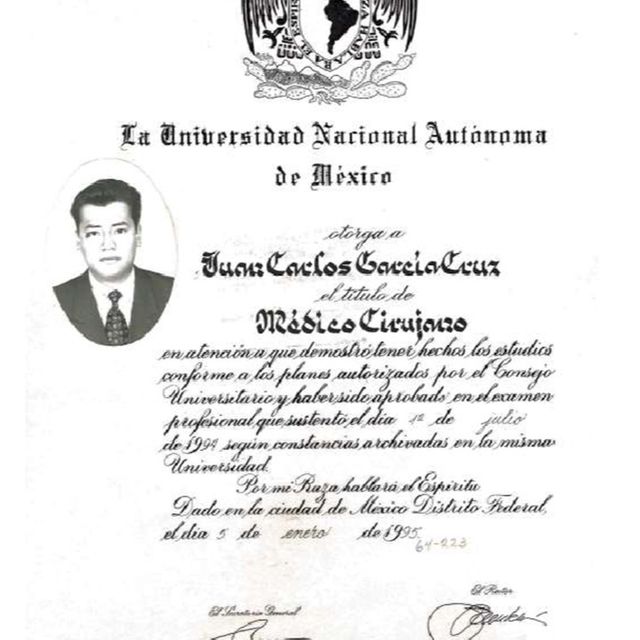 La Universidad Nacional Autónoma
de México
otorga a
Juan Carlos García Cruz
el título de
Médico Cirujano
en atención a que demostró tener hechos los estudios
conforme a los planes autorizados por el Consejo
Universitario y haber sido aprobado en el examen
profesional que sustentó el día 1º de julio
de 1994 según constancias archivadas en la misma
Universidad.
Por mi Raza hablará el Espíritu
Dado en la ciudad de México Distrito Federal,
el día 5 de enero de 1995.
64-223
El Rector
El Secretario General